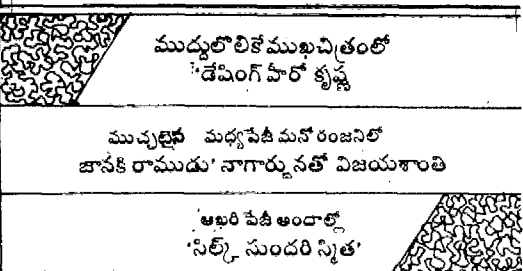 ముద్దులొలికే ముఖచిత్రంలో
'డేషింగ్ హీరో కృష్ణ
ముచ్చటైన మధ్యపేజీ మనోరంజనిలో
జానకి రాముడు' నాగార్జునతో విజయశాంతి
ఆఖరి పేజీ అందాల్లో
'సిల్క్ సుందరి స్మిత'